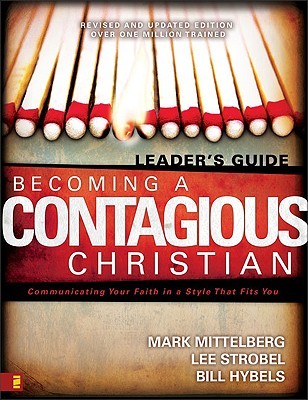 REVISED AND UPDATED EDITION
OVER ONE MILLION TRAINED
LEADER'S GUIDE
BECOMING A
CONTAGIOUS
CHRISTIAN
Communicating Your Faith in a Style That Fits You
MARK MITTELBERG
LEE STROBEL
BILL HYBELS